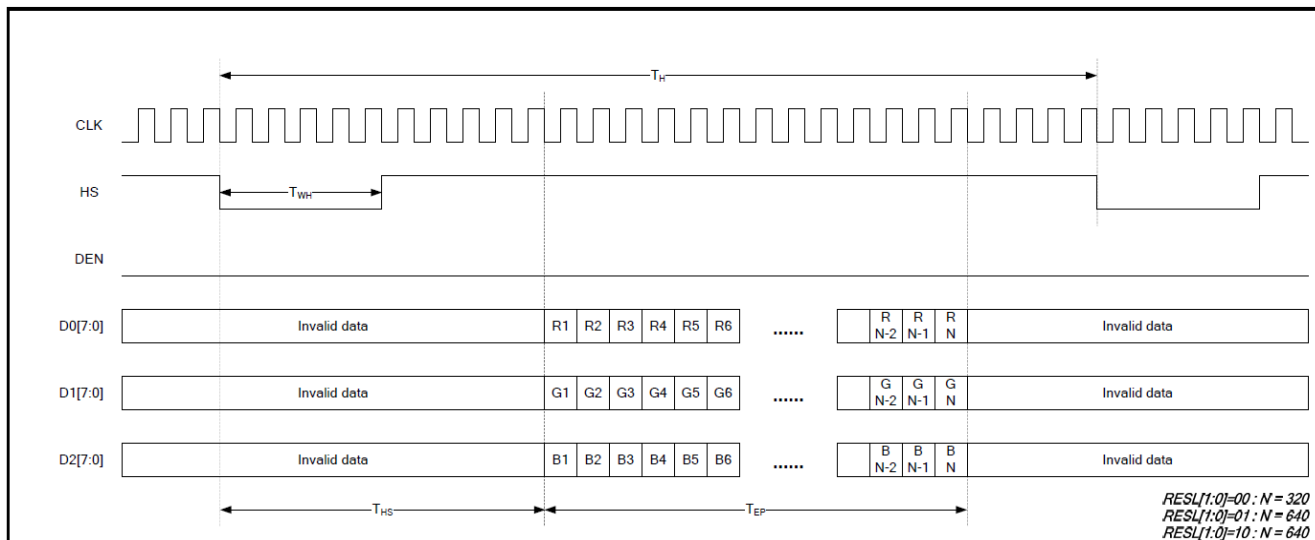 T_H
CLK
HS
T_WH
DEN
D0[7:0] Invalid data R1 R2 R3 R4 R5 R6 ...... R N-2 R N-1 R N Invalid data
D1[7:0] Invalid data G1 G2 G3 G4 G5 G6 ...... G N-2 G N-1 G N Invalid data
D2[7:0] Invalid data B1 B2 B3 B4 B5 B6 ...... B N-2 B N-1 B N Invalid data
T_HS T_EP
RESL[1:0]=00 : N = 320
RESL[1:0]=01 : N = 640
RESL[1:0]=10 : N = 640